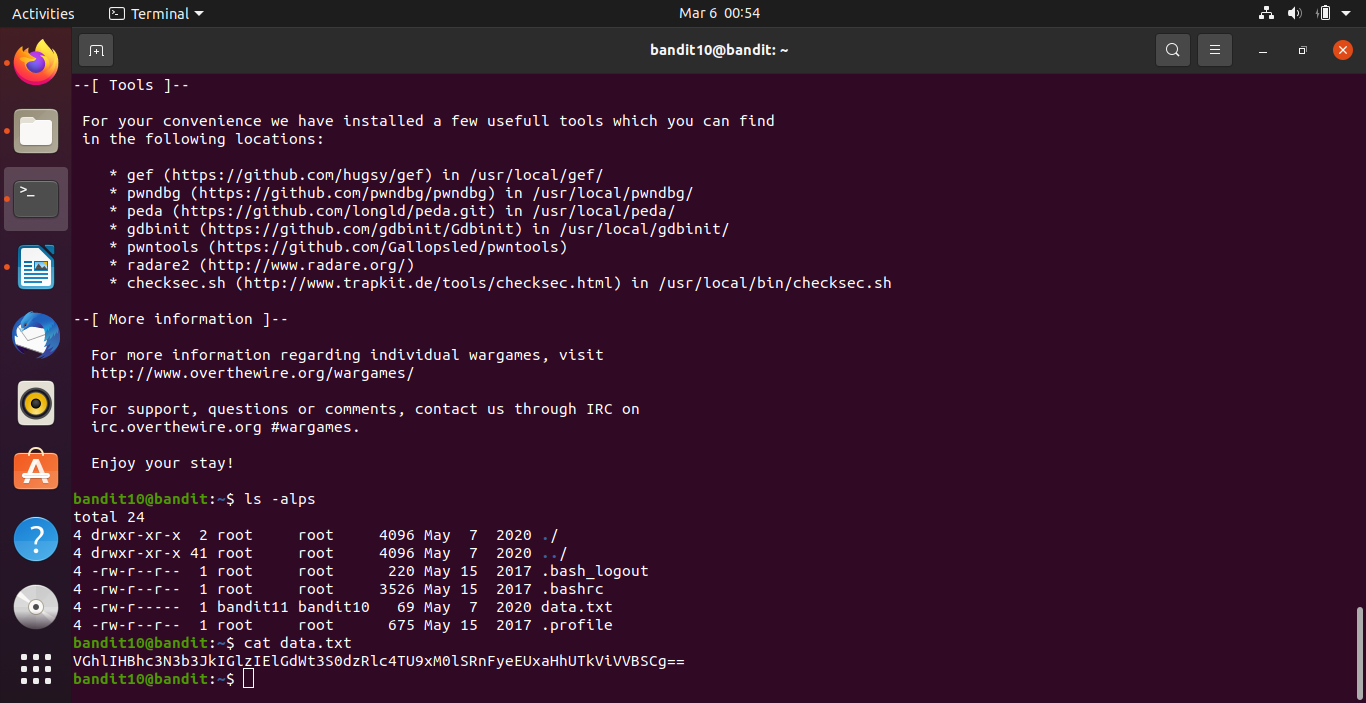 Activities
Terminal
Mar 6 00:54
bandit10@bandit: ~
--[ Tools ]--
For your convenience we have installed a few usefull tools which you can find
in the following locations:
* gef (https://github.com/hugsy/gef) in /usr/local/gef/
* pwndbg (https://github.com/pwndbg/pwndbg) in /usr/local/pwndbg/
* peda (https://github.com/longld/peda.git) in /usr/local/peda/
* gdbinit (https://github.com/gdbinit/Gdbinit) in /usr/local/gdbinit/
* pwntools (https://github.com/Gallopsled/pwntools)
* radare2 (http://www.radare.org/)
* checksec.sh (http://www.trapkit.de/tools/checksec.html) in /usr/local/bin/checksec.sh
--[ More information ]--
For more information regarding individual wargames, visit
http://www.overthewire.org/wargames/
For support, questions or comments, contact us through IRC on
irc.overthewire.org #wargames.
Enjoy your stay!
bandit10@bandit:~$ ls -alps
total 24
4 drwxr-xr-x  2 root     root     4096 May  7  2020 ./
4 drwxr-xr-x 41 root     root     4096 May  7  2020 ../
4 -rw-r--r--  1 root     root      220 May 15  2017 .bash_logout
4 -rw-r--r--  1 root     root     3526 May 15  2017 .bashrc
4 -rw-r-----  1 bandit11 bandit10   69 May  7  2020 data.txt
4 -rw-r--r--  1 root     root      675 May 15  2017 .profile
bandit10@bandit:~$ cat data.txt
VGhlIHBhc3N3b3JkIGlzIElGdWt3S0dzRlc4TU9xM0lSRnFyeEUxaHhUTkViVVBSCg==
bandit10@bandit:~$